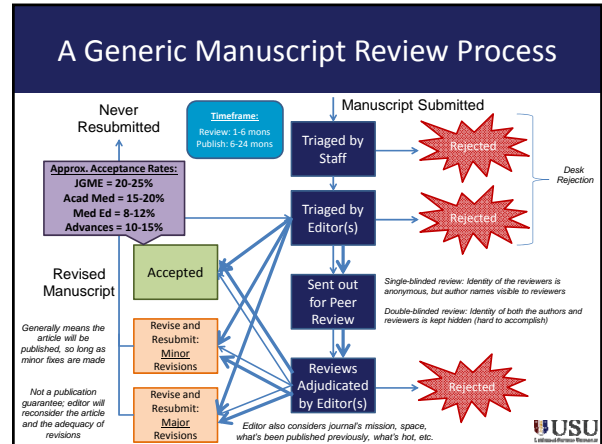 A Generic Manuscript Review Process
Never
Resubmitted
Timeframe:
Review: 1-6 mons
Publish: 6-24 mons
Manuscript Submitted
Triaged by
Staff
Rejected
Desk
Rejection
Approx. Acceptance Rates:
JGME = 20-25%
Acad Med = 15-20%
Med Ed = 8-12%
Advances = 10-15%
Triaged by
Editor(s)
Rejected
Accepted
Revised
Manuscript
Sent out
for Peer
Review
Single-blinded review: Identity of the reviewers is
anonymous, but author names visible to reviewers
Double-blinded review: Identity of both the authors and
reviewers is kept hidden (hard to accomplish)
Generally means the
article will be
published, so long as
minor fixes are made
Revise and
Resubmit:
Minor
Revisions
Reviews
Adjudicated
by Editor(s)
Rejected
Not a publication
guarantee; editor will
reconsider the article
and the adequacy of
revisions
Revise and
Resubmit:
Major
Revisions
Editor also considers journal's mission, space,
what's been published previously, what's hot, etc.
USU